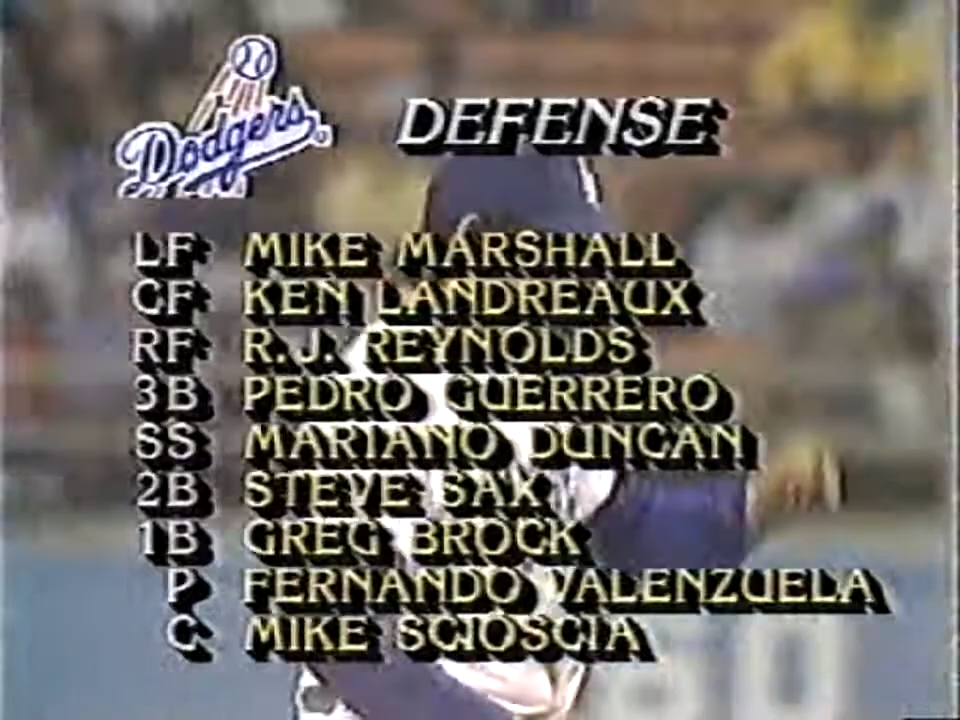 Dodgers
DEFENSE
LF MIKE MARSHALL
CF KEN LANDREAUX
RF R.J. REYNOLDS
3B PEDRO GUERRERO
SS MARIANO DUNCAN
2B STEVE SAX
1B GREG BROCK
P FERNANDO VALENZUELA
C MIKE SCIOSCIA